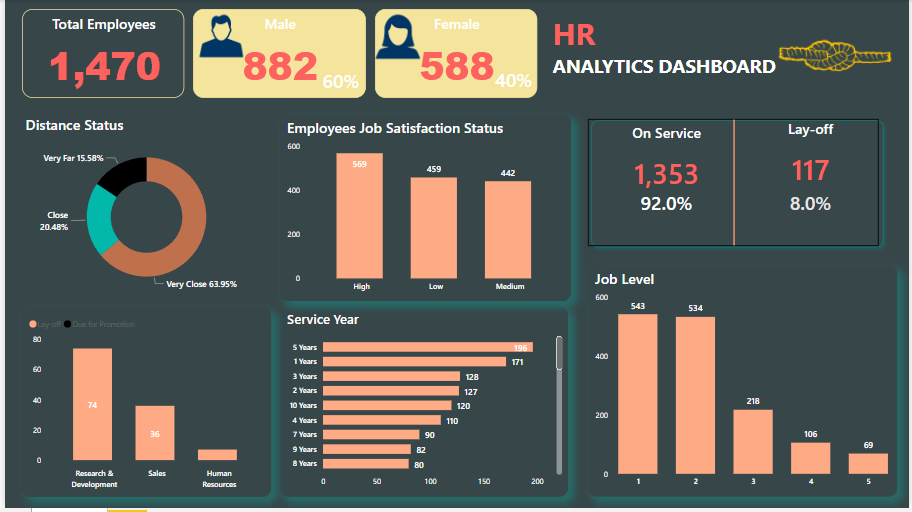 Total Employees
1,470
Male
882
60%
Female
588
40%
HR
ANALYTICS DASHBOARD
Distance Status
Very Far 15.58%
Close
20.48%
Very Close 63.95%
Employees Job Satisfaction Status
600
400
200
0
569
459
442
High
Low
Medium
On Service
1,353
92.0%
Lay-off
117
8.0%
Lay-off
Due for Promotion
80
60
40
20
0
74
36
Research &
Development
Sales
Human
Resources
Service Year
5 Years
196
1 Years
171
3 Years
128
2 Years
127
10 Years
120
4 Years
110
7 Years
90
9 Years
82
8 Years
80
0
50
100
150
200
Job Level
600
400
200
0
543
534
218
106
69
1
2
3
4
5